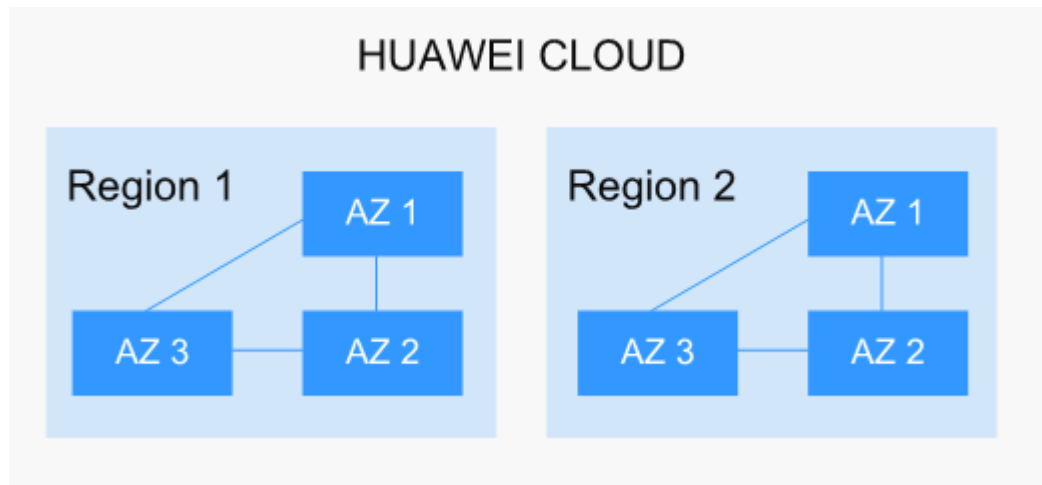 HUAWEI CLOUD
Region 1
AZ 1
AZ 3
AZ 2
Region 2
AZ 1
AZ 3
AZ 2